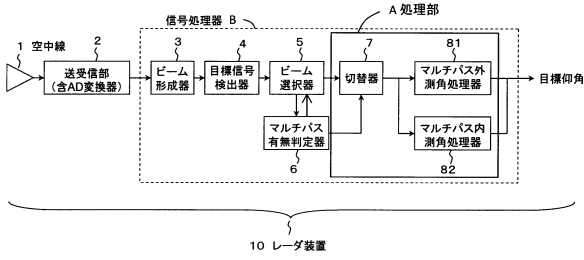 信号処理器 B
A 処理部
1 空中線
2
3
4
5
7
81
送受信部
(含AD変換器)
ビーム
形成器
目標信号
検出器
ビーム
選択器
切替器
マルチパス外
測角処理器
目標仰角
マルチパス
有無判定器
6
マルチパス内
測角処理器
82
10 レーダ装置